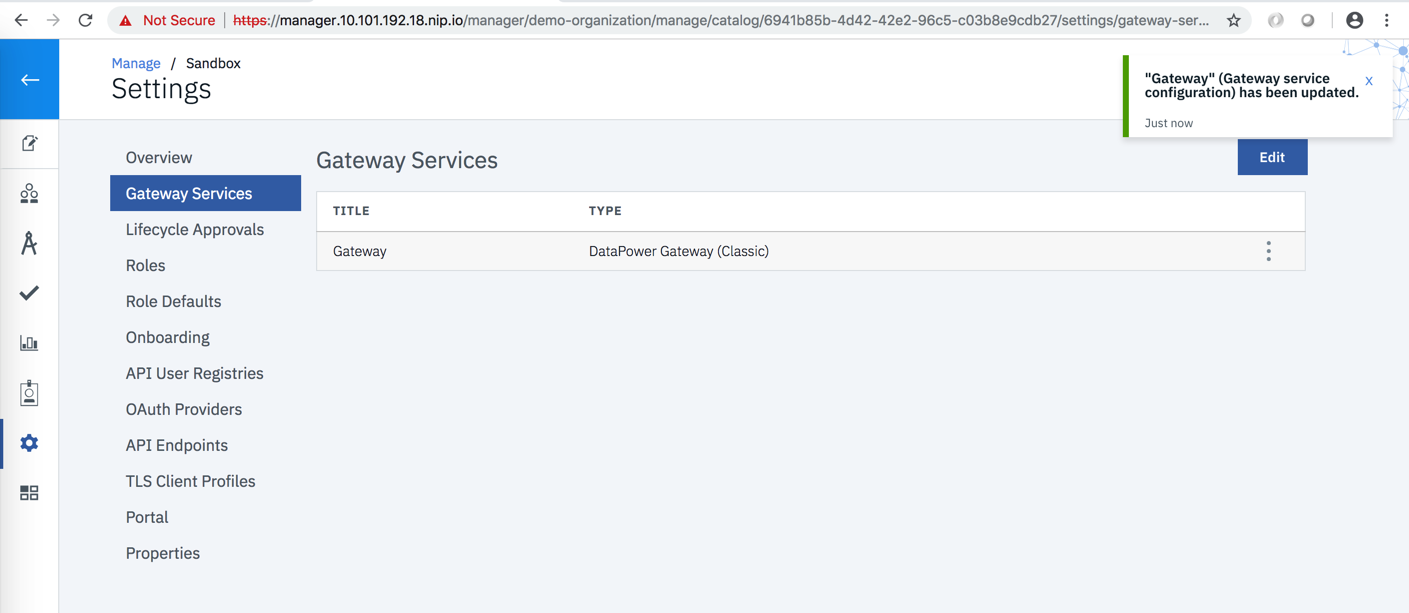 Not Secure | https://manager.10.101.192.18.nip.io/manager/demo-organization/manage/catalog/6941b85b-4d42-42e2-96c5-c03b8e9cdb27/settings/gateway-ser...
Manage / Sandbox
Settings
"Gateway" (Gateway service
configuration) has been updated.
X
Just now
Overview
Gateway Services
Lifecycle Approvals
Roles
Role Defaults
Onboarding
API User Registries
OAuth Providers
API Endpoints
TLS Client Profiles
Portal
Properties
Gateway Services
Edit
TITLE TYPE
Gateway DataPower Gateway (Classic)